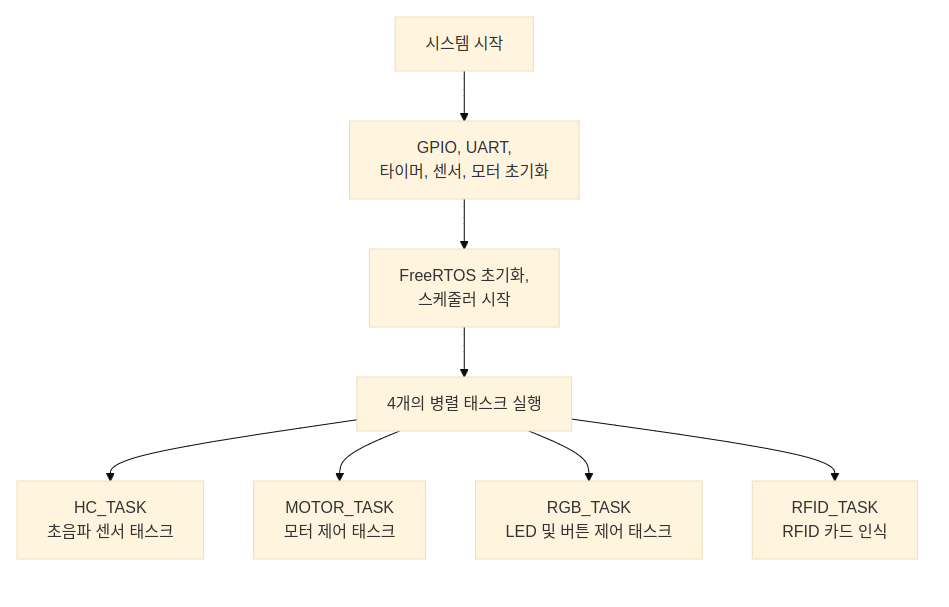 시스템 시작
GPIO, UART,
타이머, 센서, 모터 초기화
FreeRTOS 초기화,
스케줄러 시작
4개의 병렬 태스크 실행
HC_TASK
초음파 센서 태스크
MOTOR_TASK
모터 제어 태스크
RGB_TASK
LED 및 버튼 제어 태스크
RFID_TASK
RFID 카드 인식